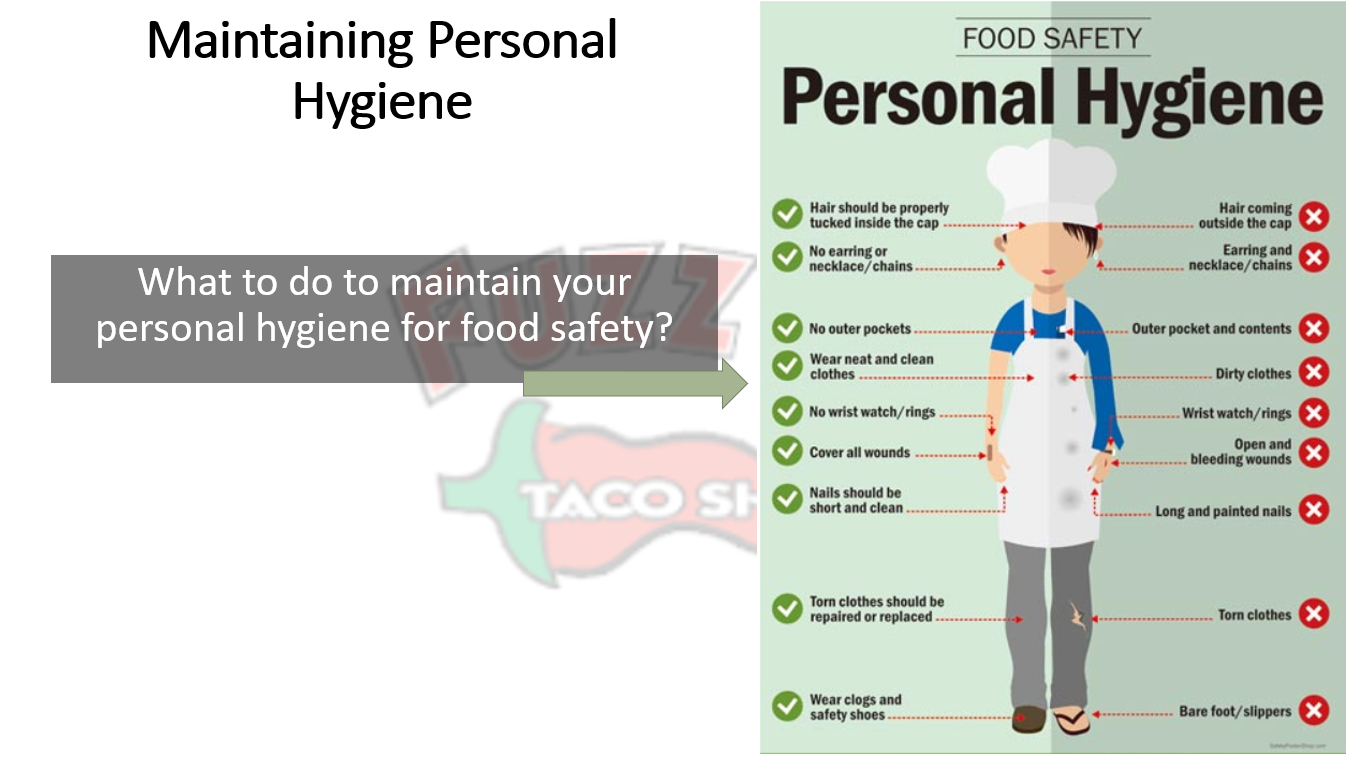 Maintaining Personal
Hygiene
What to do to maintain your
personal hygiene for food safety?
FUZZ
TACO SH
FOOD SAFETY
Personal Hygiene
Hair should be properly
tucked inside the cap
No earring or
necklace/chains
No outer pockets
Wear neat and clean
clothes
No wrist watch/rings
Cover all wounds
Nails should be
short and clean
Torn clothes should be
repaired or replaced
Wear clogs and
safety shoes
Hair coming
outside the cap
Earring and
necklace/chains
Outer pocket and contents
Dirty clothes
Wrist watch/rings
Open and
bleeding wounds
Long and painted nails
Torn clothes
Bare foot/slippers
SafetyPosterShop.com